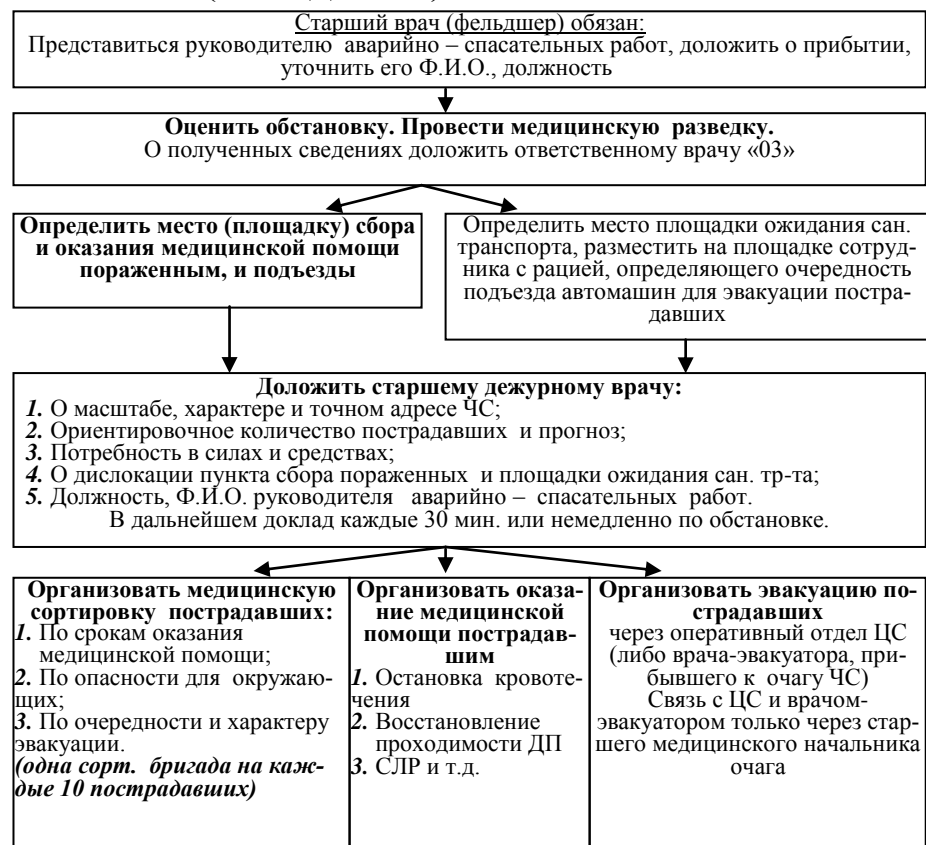 Старший врач (фельдшер) обязан:
Представиться руководителю аварийно – спасательных работ, доложить о прибытии,
уточнить его Ф.И.О., должность
Оценить обстановку. Провести медицинскую разведку.
О полученных сведениях доложить ответственному врачу «03»
Определить место (площадку) сбора
и оказания медицинской помощи
пораженным, и подъезды
Определить место площадки ожидания сан.
транспорта, разместить на площадке сотруд-
ника с рацией, определяющего очередность
подъезда автомашин для эвакуации постра-
давших
Доложить старшему дежурному врачу:
1. О масштабе, характере и точном адресе ЧС;
2. Ориентировочное количество пострадавших и прогноз;
3. Потребность в силах и средствах;
4. О дислокации пункта сбора пораженных и площадки ожидания сан. тр-та;
5. Должность, Ф.И.О. руководителя аварийно – спасательных работ.
В дальнейшем доклад каждые 30 мин. или немедленно по обстановке.
Организовать медицинскую
сортировку пострадавших:
1. По срокам оказания
медицинской помощи;
2. По опасности для окружаю-
щих;
3. По очередности и характеру
эвакуации.
(одна сорт. бригада на каж-
дые 10 пострадавших)
Организовать оказа-
ние медицинской
помощи пострадав-
шим
1. Остановка кровоте-
чения
2. Восстановление
проходимости ДП
3. СЛР и т.д.
Организовать эвакуацию по-
страдавших
через оперативный отдел ЦС
(либо врача-эвакуатора, при-
бывшего к очагу ЧС)
Связь с ЦС и врачом-
эвакуатором только через стар-
шего медицинского начальника
очага